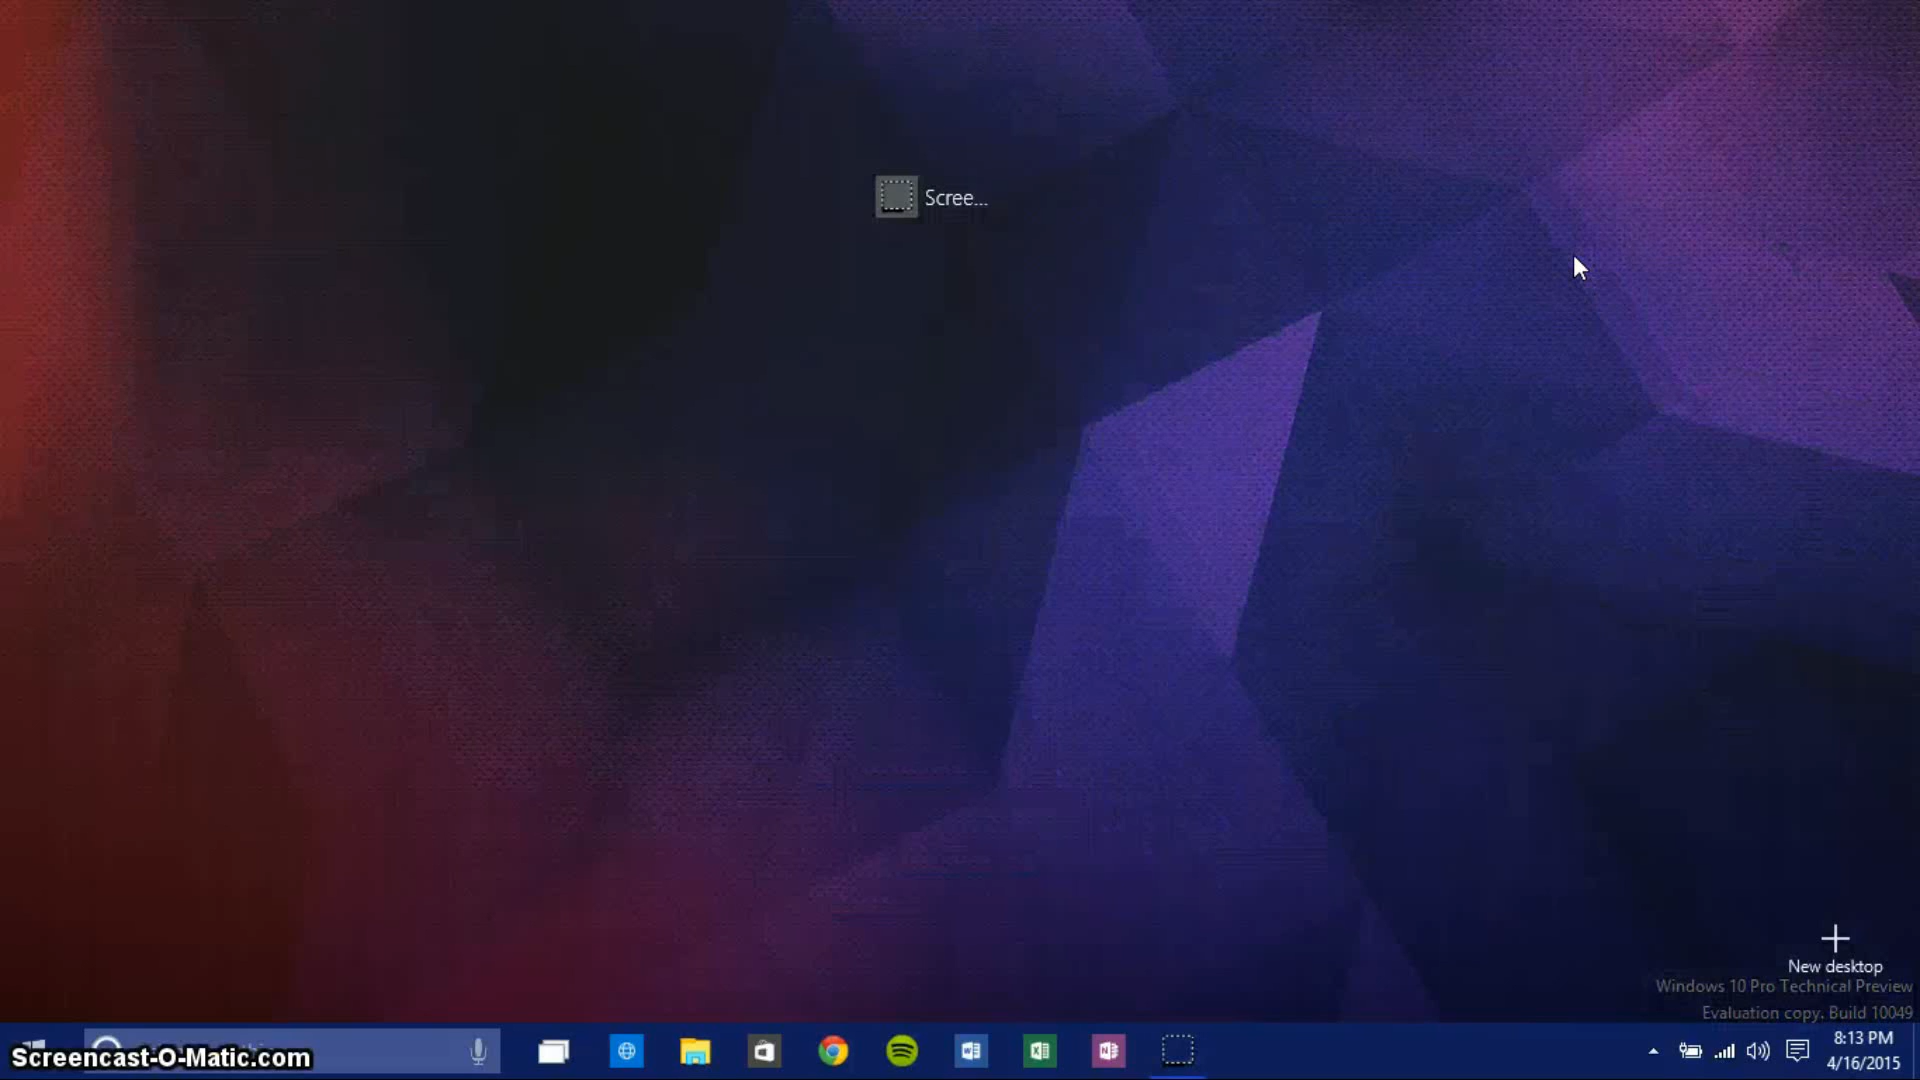 Scree...
New desktop
Windows 10 Pro Technical Preview
Evaluation copy. Build 10049
Screencast-O-Matic.com
8:13 PM
4/16/2015